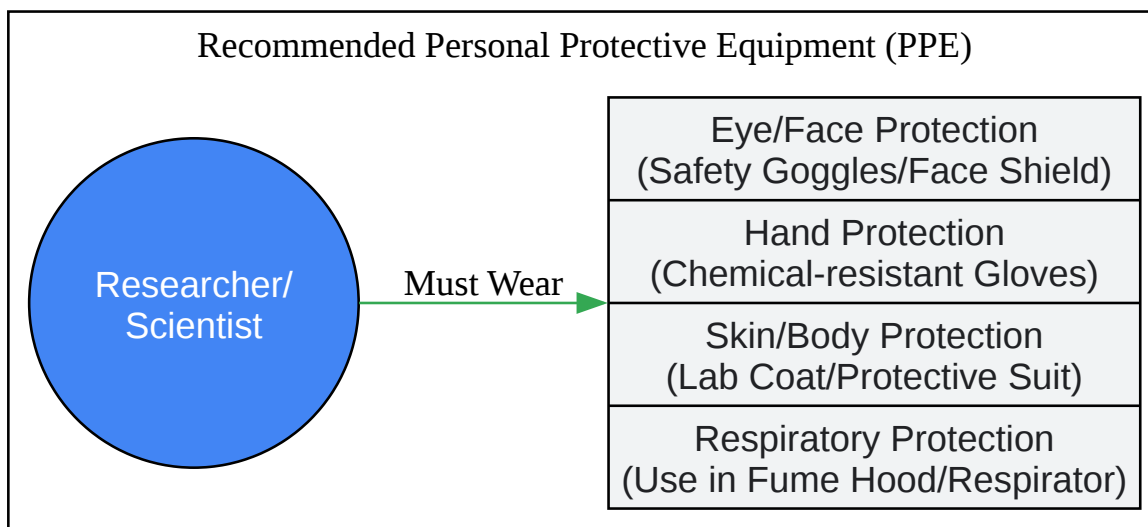 Recommended Personal Protective Equipment (PPE)
Researcher/
Scientist
Must Wear
Eye/Face Protection
(Safety Goggles/Face Shield)
Hand Protection
(Chemical-resistant Gloves)
Skin/Body Protection
(Lab Coat/Protective Suit)
Respiratory Protection
(Use in Fume Hood/Respirator)